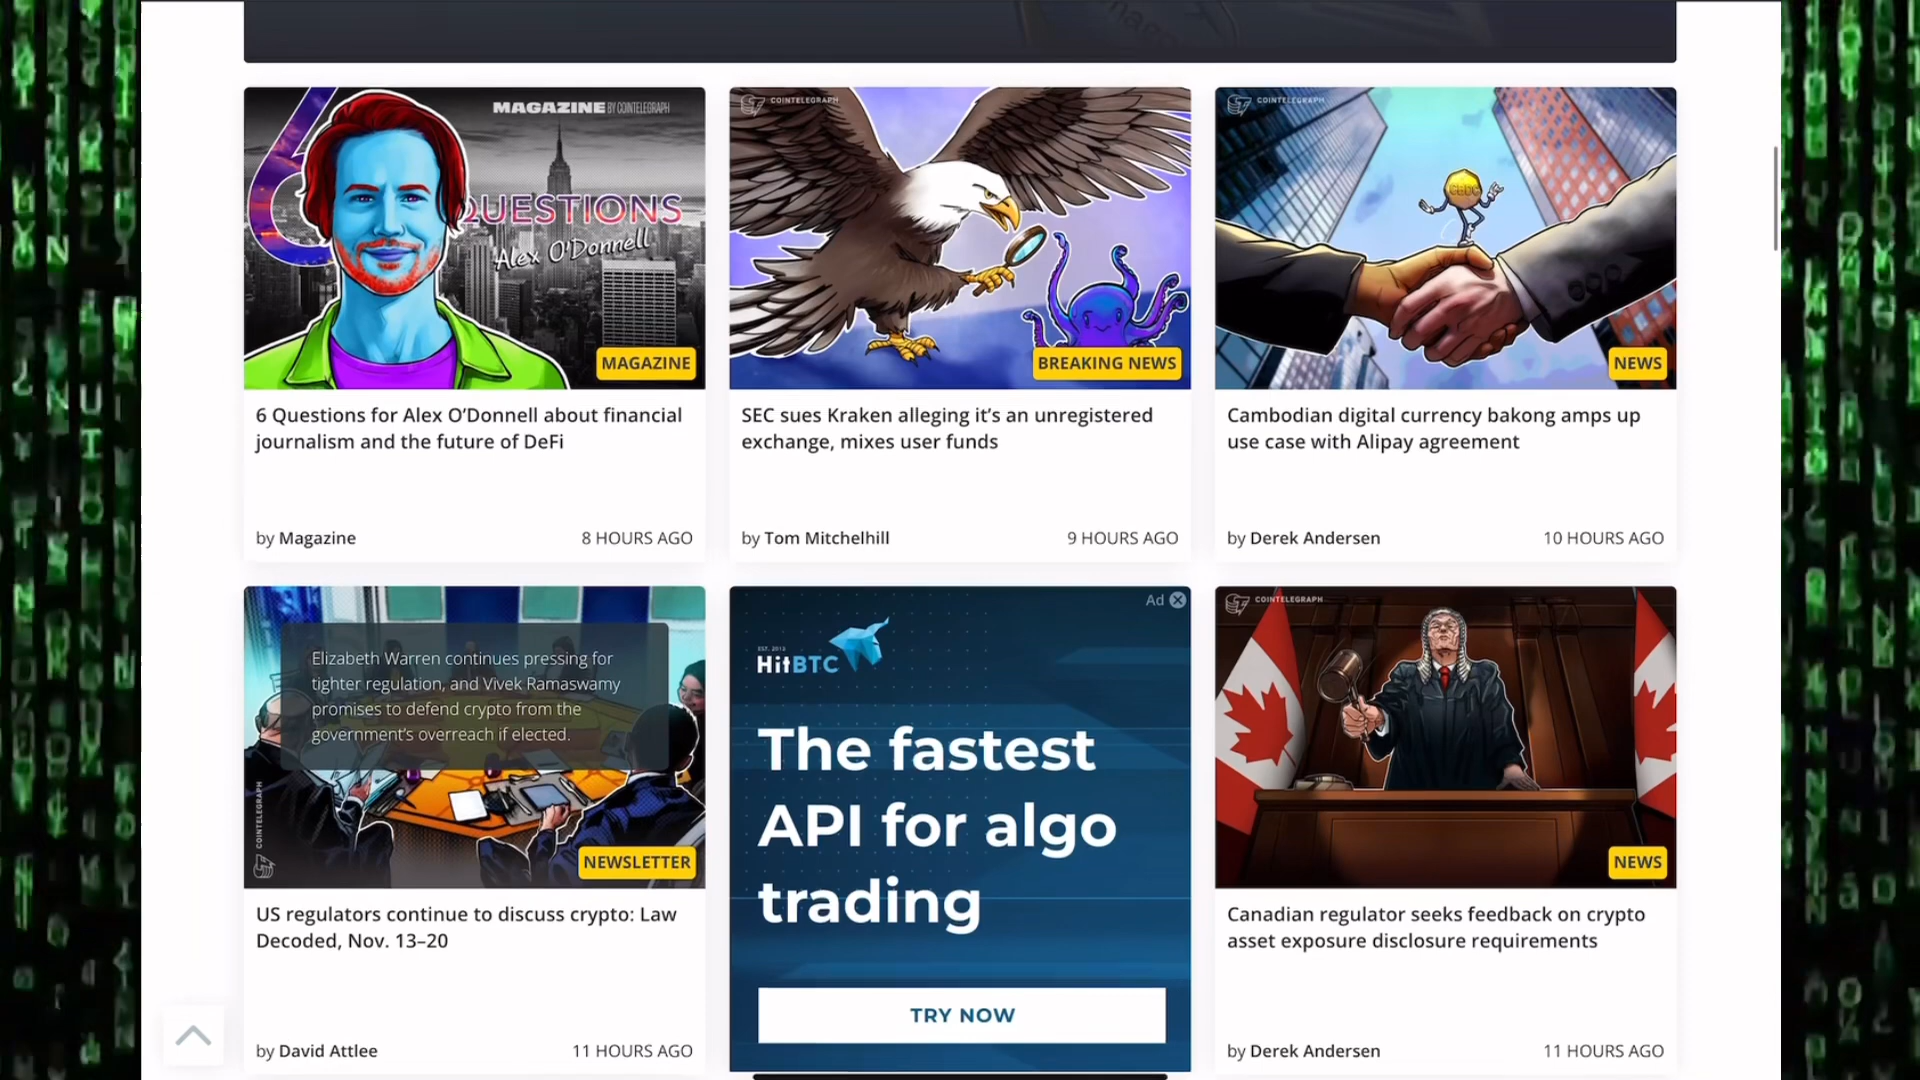 MAGAZINE BY COINTELEGRAPH
QUESTIONS
Alex O'Donnell
MAGAZINE
6 Questions for Alex O’Donnell about financial
journalism and the future of DeFi
by Magazine
8 HOURS AGO
COINTELEGRAPH
BREAKING NEWS
SEC sues Kraken alleging it’s an unregistered
exchange, mixes user funds
by Tom Mitchelhill
9 HOURS AGO
COINTELEGRAPH
CBDC
NEWS
Cambodian digital currency bakong amps up
use case with Alipay agreement
by Derek Andersen
10 HOURS AGO
Elizabeth Warren continues pressing for
tighter regulation, and Vivek Ramaswamy
promises to defend crypto from the
government’s overreach if elected.
COINTELEGRAPH
NEWSLETTER
US regulators continue to discuss crypto: Law
Decoded, Nov. 13–20
by David Attlee
11 HOURS AGO
Ad
EST. 2013
HitBTC
The fastest
API for algo
trading
TRY NOW
COINTELEGRAPH
NEWS
Canadian regulator seeks feedback on crypto
asset exposure disclosure requirements
by Derek Andersen
11 HOURS AGO